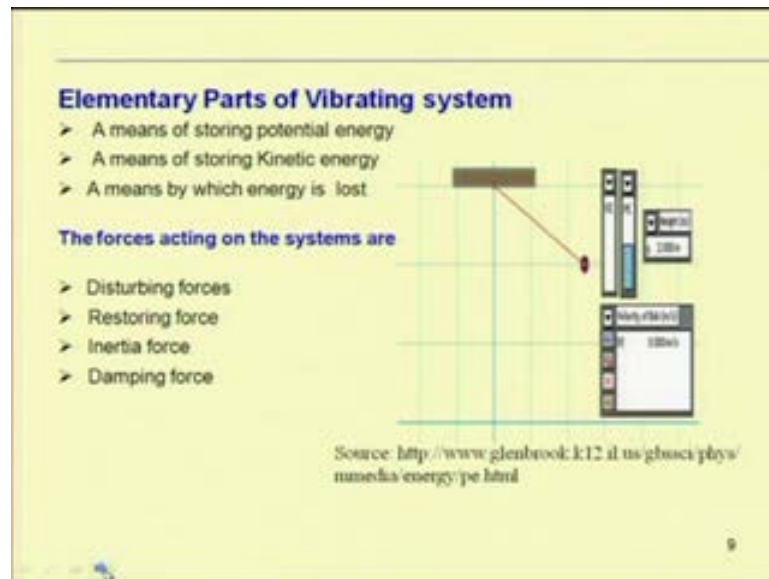 Elementary Parts of Vibrating system
➢ A means of storing potential energy
➢ A means of storing Kinetic energy
➢ A means by which energy is lost
The forces acting on the systems are
➢ Disturbing forces
➢ Restoring force
➢ Inertia force
➢ Damping force
Source: http://www.glenbrook.k12.il.us/gbssci/phys/
mmedia/energy/pe.html
9